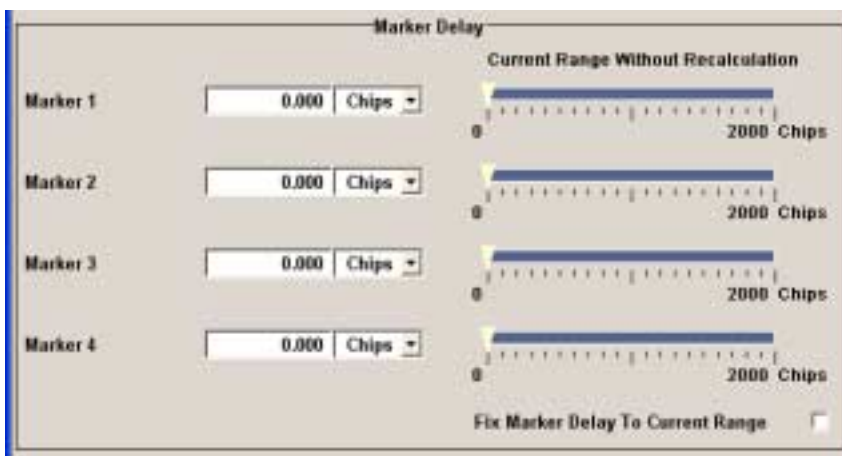 Marker Delay
Current Range Without Recalculation
Marker 1 0.000 Chips
0 2000 Chips
Marker 2 0.000 Chips
0 2000 Chips
Marker 3 0.000 Chips
0 2000 Chips
Marker 4 0.000 Chips
0 2000 Chips
Fix Marker Delay To Current Range